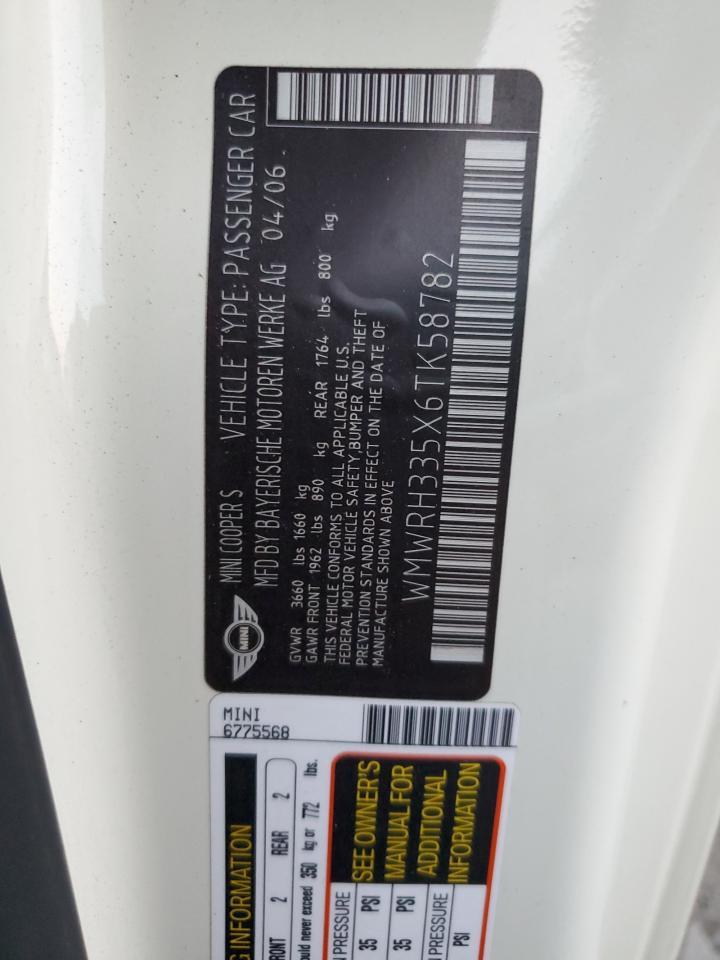 MINI COOPER S VEHICLE TYPE: PASSENGER CAR
MFD BY BAYERISCHE MOTOREN WERKE AG 04/06
MINI
GVWR 3660 lbs 1660 kg
GAWR FRONT 1962 lbs 890 kg REAR 1764 lbs 800 kg
THIS VEHICLE CONFORMS TO ALL APPLICABLE U.S.
FEDERAL MOTOR VEHICLE SAFETY,BUMPER AND THEFT
PREVENTION STANDARDS IN EFFECT ON THE DATE OF
MANUFACTURE SHOWN ABOVE
WMWRH335X6TK58782
MINI
6775568
G INFORMATION
RONT 2 REAR 2
ould never exceed 350 kg or 772 lbs.
N PRESSURE
35 PSI
35 PSI
N PRESSURE
PSI
SEE OWNER'S
MANUAL FOR
ADDITIONAL
INFORMATION